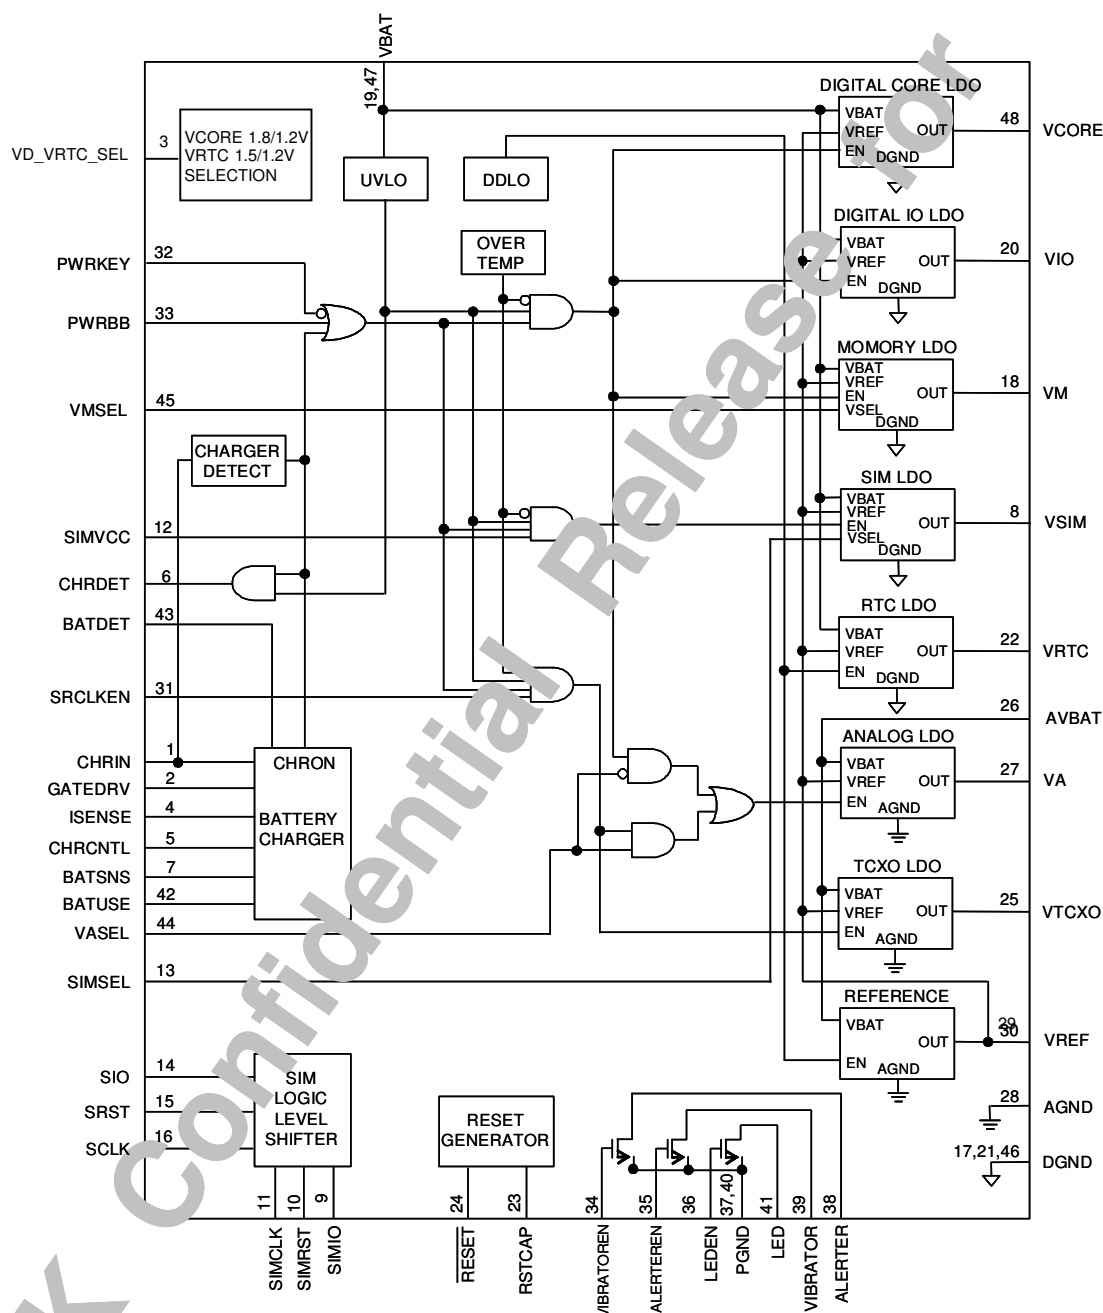 VBAT
19,47
VD_VRTC_SEL
3
VCORE 1.8/1.2V
VRTC 1.5/1.2V
SELECTION
UVLO
DDLO
OVER
TEMP
PWRKEY
32
PWRBB
33
VMSEL
45
CHARGER
DETECT
SIMVCC
12
CHRDET
6
BATDET
43
SRCLKEN
31
CHRIN
1
GATEDRV
2
ISENSE
4
CHRCNTL
5
BATSNS
7
BATUSE
42
VASEL
44
SIMSEL
13
CHRON
BATTERY
CHARGER
SIO
14
SRST
15
SCLK
16
SIM
LOGIC
LEVEL
SHIFTER
11
10
9
SIMCLK
SIMRST
SIMIO
RESET
GENERATOR
24
23
RESET
RSTCAP
34
35
36
37,40
41
39
38
VIBRATOREN
ALERTEREN
LEDEN
PGND
LED
VIBRATOR
ALERTER
DIGITAL CORE LDO
VBAT
VREF
EN
OUT
DGND
48
VCORE
DIGITAL IO LDO
VBAT
VREF
EN
OUT
DGND
20
VIO
MOMORY LDO
VBAT
VREF
EN
VSEL
OUT
DGND
18
VM
SIM LDO
VBAT
VREF
EN
VSEL
OUT
DGND
8
VSIM
RTC LDO
VBAT
VREF
EN
OUT
DGND
22
VRTC
26
AVBAT
ANALOG LDO
VBAT
VREF
EN
OUT
AGND
27
VA
TCXO LDO
VBAT
VREF
EN
OUT
AGND
25
VTCXO
REFERENCE
VBAT
EN
OUT
AGND
29
30
VREF
28
AGND
17,21,46
DGND
K Confidential Release for